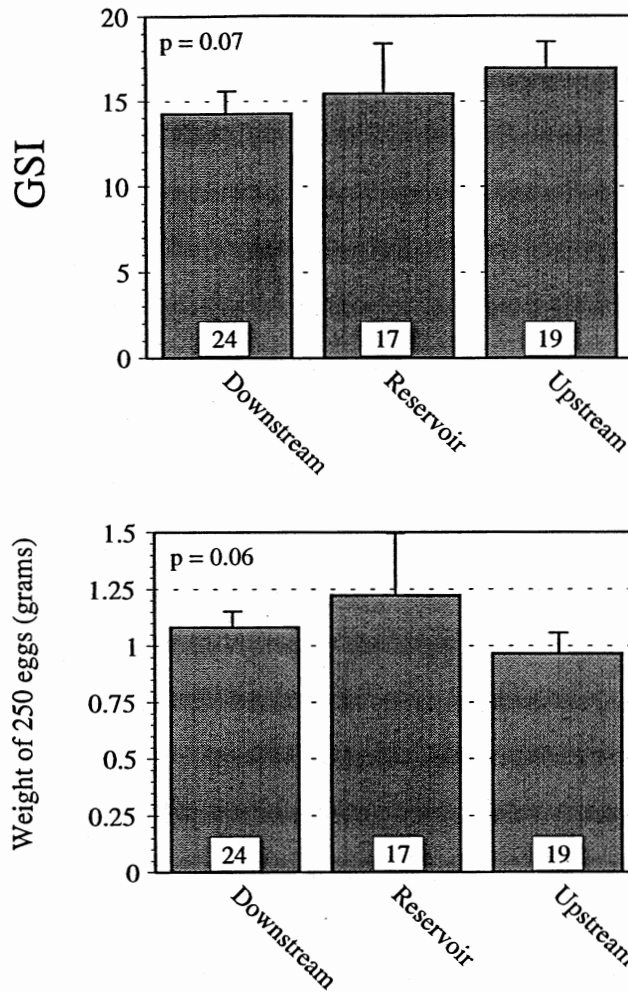 20
p = 0.07
15
GSI
10
5
0
24
17
19
Downstream
Reservoir
Upstream
1.5
p = 0.06
1.25
Weight of 250 eggs (grams)
1
0.75
0.5
0.25
0
24
17
19
Downstream
Reservoir
Upstream